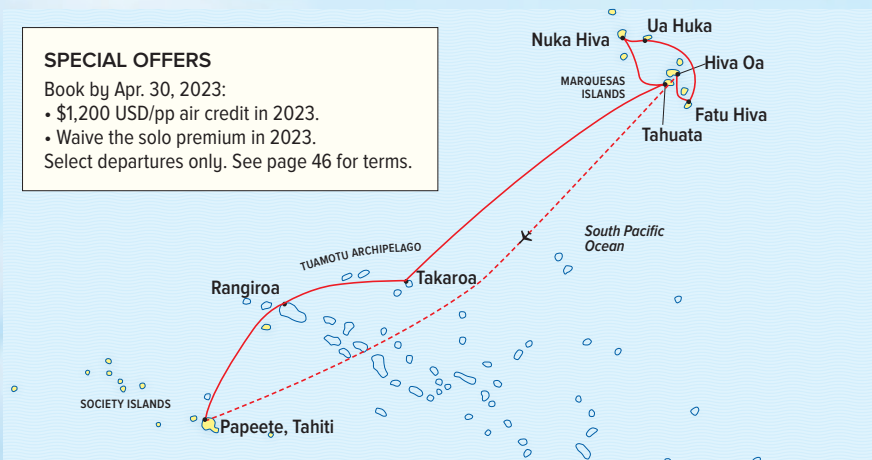 SPECIAL OFFERS
Book by Apr. 30, 2023:
• $1,200 USD/pp air credit in 2023.
• Waive the solo premium in 2023.
Select departures only. See page 46 for terms.
Nuka Hiva
Ua Huka
Hiva Oa
MARQUESAS
ISLANDS
Fatu Hiva
Tahuata
South Pacific
Ocean
TUAMOTU ARCHIPELAGO
Takaroa
Rangiroa
SOCIETY ISLANDS
Papeete, Tahiti